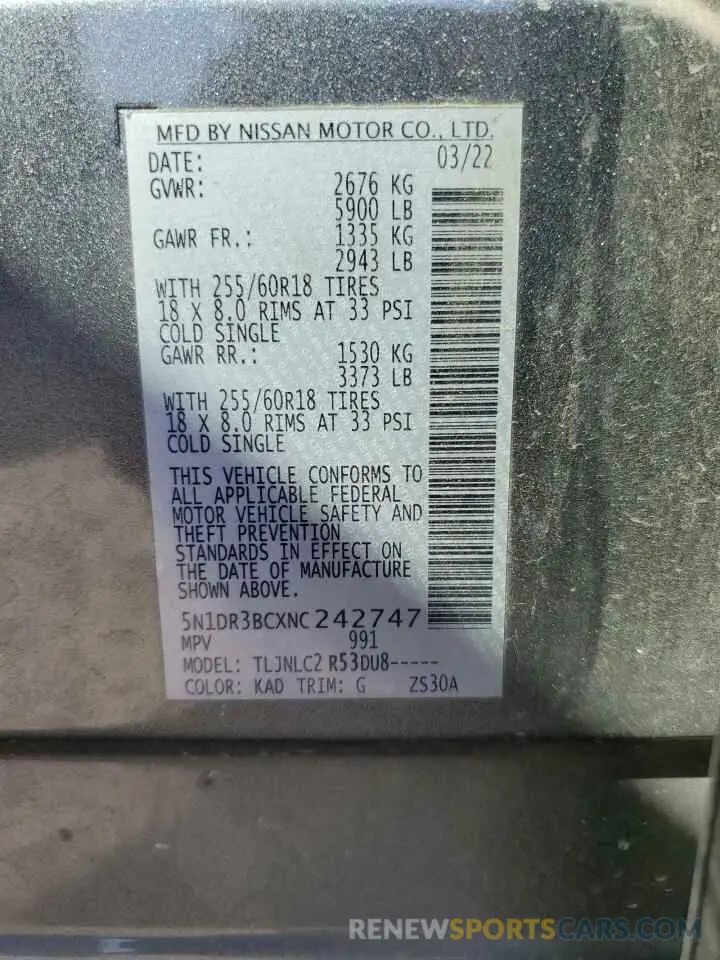 MFD BY NISSAN MOTOR CO., LTD.
DATE: 03/22
GVWR: 2676 KG
5900 LB
GAWR FR.: 1335 KG
2943 LB
WITH 255/60R18 TIRES
18 X 8.0 RIMS AT 33 PSI
COLD SINGLE
GAWR RR.: 1530 KG
3373 LB
WITH 255/60R18 TIRES
18 X 8.0 RIMS AT 33 PSI
COLD SINGLE
THIS VEHICLE CONFORMS TO
ALL APPLICABLE FEDERAL
MOTOR VEHICLE SAFETY AND
THEFT PREVENTION
STANDARDS IN EFFECT ON
THE DATE OF MANUFACTURE
SHOWN ABOVE.
5N1DR3BCXNC242747
MPV 991
MODEL: TLJNLC2 R53DU8-----
COLOR: KAD TRIM: G ZS30A
RENEWSPORTSCARS.COM